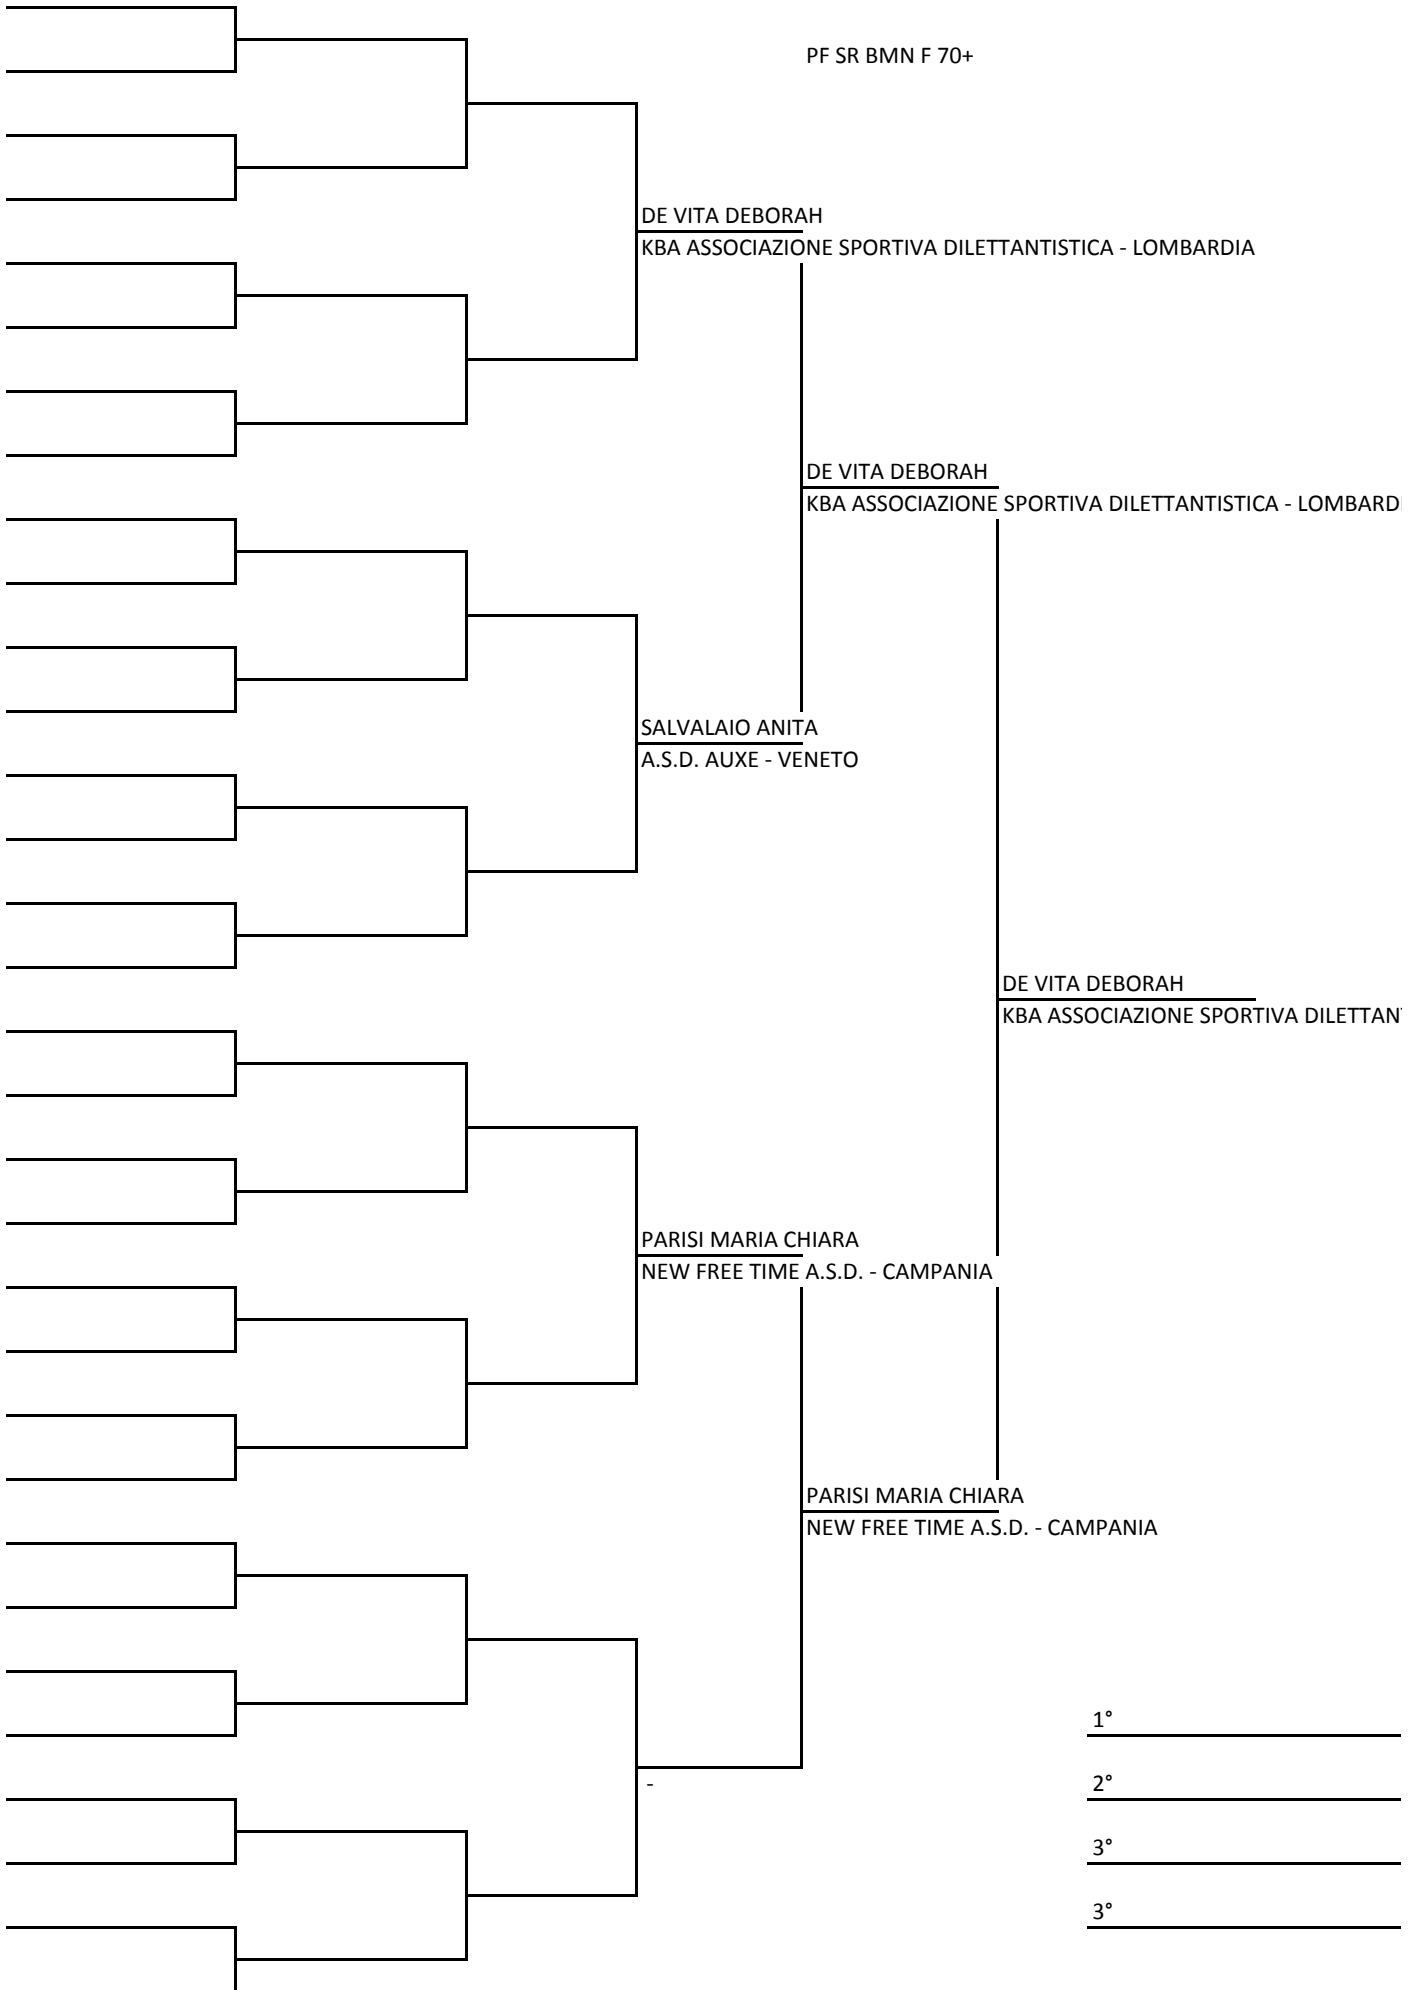 PF SR BMN F 70+
DE VITA DEBORAH
KBA ASSOCIAZIONE SPORTIVA DILETTANTISTICA - LOMBARDIA
DE VITA DEBORAH
KBA ASSOCIAZIONE SPORTIVA DILETTANTISTICA - LOMBARDI
SALVALAIO ANITA
A.S.D. AUXE - VENETO
DE VITA DEBORAH
KBA ASSOCIAZIONE SPORTIVA DILETTAN
PARISI MARIA CHIARA
NEW FREE TIME A.S.D. - CAMPANIA
PARISI MARIA CHIARA
NEW FREE TIME A.S.D. - CAMPANIA
1°
-
2°
3°
3°